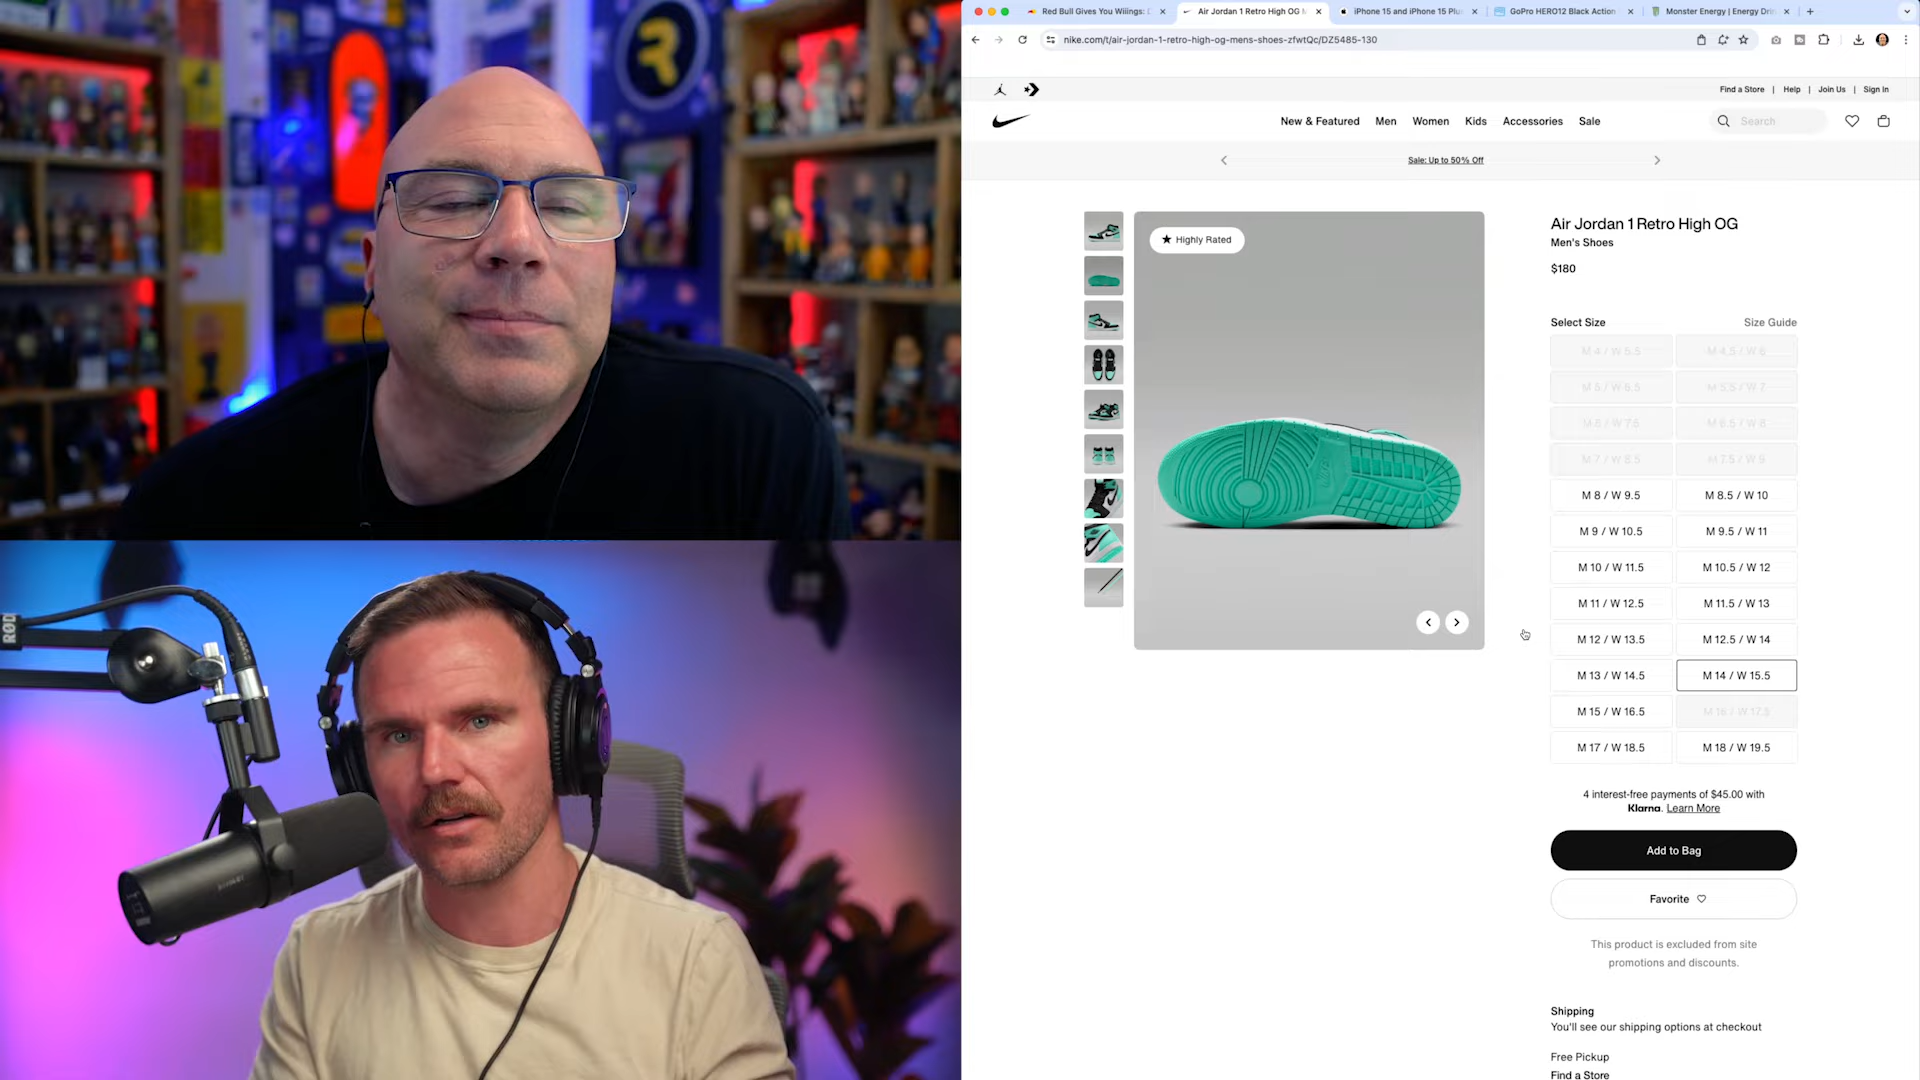 Red Bull Gives You Wiiings:
Air Jordan 1 Retro High OG
iPhone 15 and iPhone 15 Plu
GoPro HERO12 Black Action
Monster Energy | Energy Drin
nike.com/t/air-jordan-1-retro-high-og-mens-shoes-zfwtQc/DZ5485-130
Find a Store | Help | Join Us | Sign In
New & Featured Men Women Kids Accessories Sale
Search
Sale: Up to 50% Off
Highly Rated
Air Jordan 1 Retro High OG
Men's Shoes
$180
Select Size Size Guide
M 4 / W 5.5 M 4.5 / W 6
M 5 / W 6.5 M 5.5 / W 7
M 6 / W 7.5 M 6.5 / W 8
M 7 / W 8.5 M 7.5 / W 9
M 8 / W 9.5 M 8.5 / W 10
M 9 / W 10.5 M 9.5 / W 11
M 10 / W 11.5 M 10.5 / W 12
M 11 / W 12.5 M 11.5 / W 13
M 12 / W 13.5 M 12.5 / W 14
M 13 / W 14.5 M 14 / W 15.5
M 15 / W 16.5 M 16 / W 17.5
M 17 / W 18.5 M 18 / W 19.5
4 interest-free payments of $45.00 with
Klarna. Learn More
Add to Bag
Favorite
This product is excluded from site
promotions and discounts.
Shipping
You'll see our shipping options at checkout
Free Pickup
Find a Store
R
RØDE